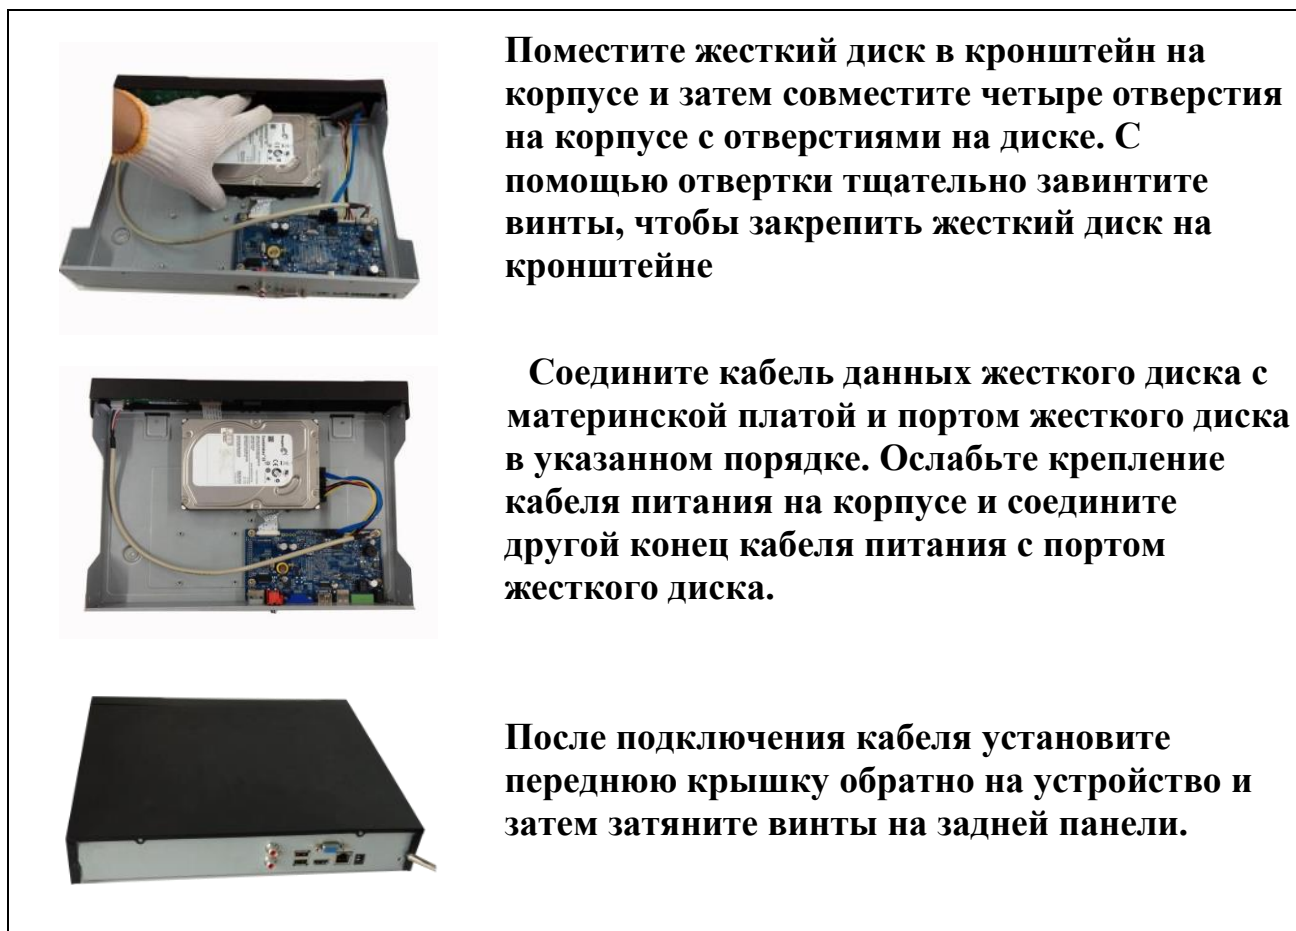 Поместите жесткий диск в кронштейн на
корпусе и затем совместите четыре отверстия
на корпусе с отверстиями на диске. С
помощью отвертки тщательно завинтите
винты, чтобы закрепить жесткий диск на
кронштейне
Соедините кабель данных жесткого диска с
материнской платой и портом жесткого диска
в указанном порядке. Ослабьте крепление
кабеля питания на корпусе и соедините
другой конец кабеля питания с портом
жесткого диска.
После подключения кабеля установите
переднюю крышку обратно на устройство и
затем затяните винты на задней панели.